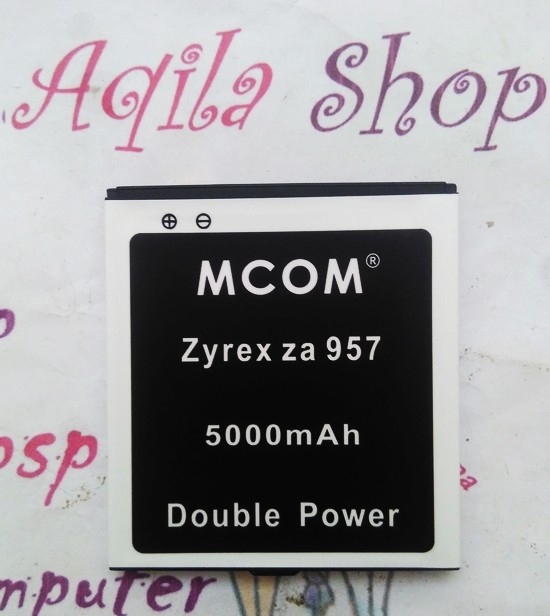 Aqila Shop
MCOM®
Zyrex za 957
5000mAh
Double Power